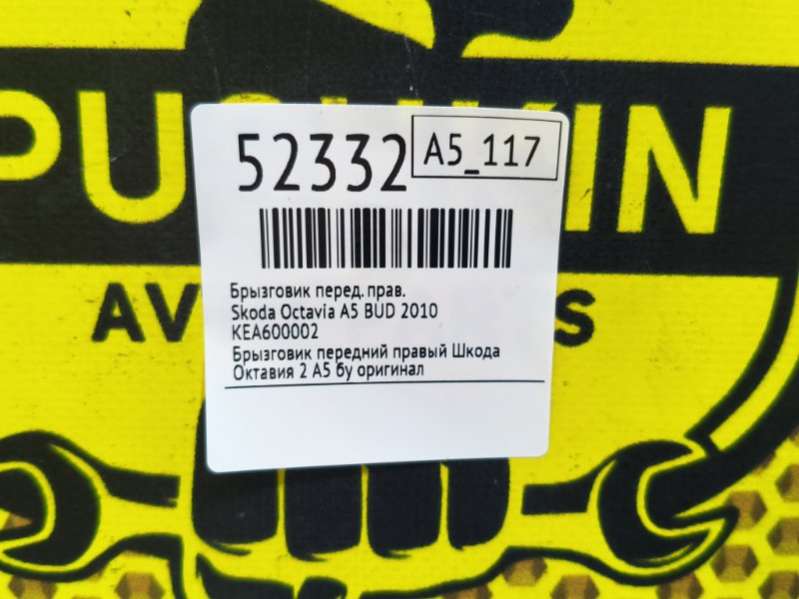 52332
A5_117
Брызговик перед. прав.
Skoda Octavia A5 BUD 2010
KEA600002
Брызговик передний правый Шкода
Октавия 2 А5 бу оригинал